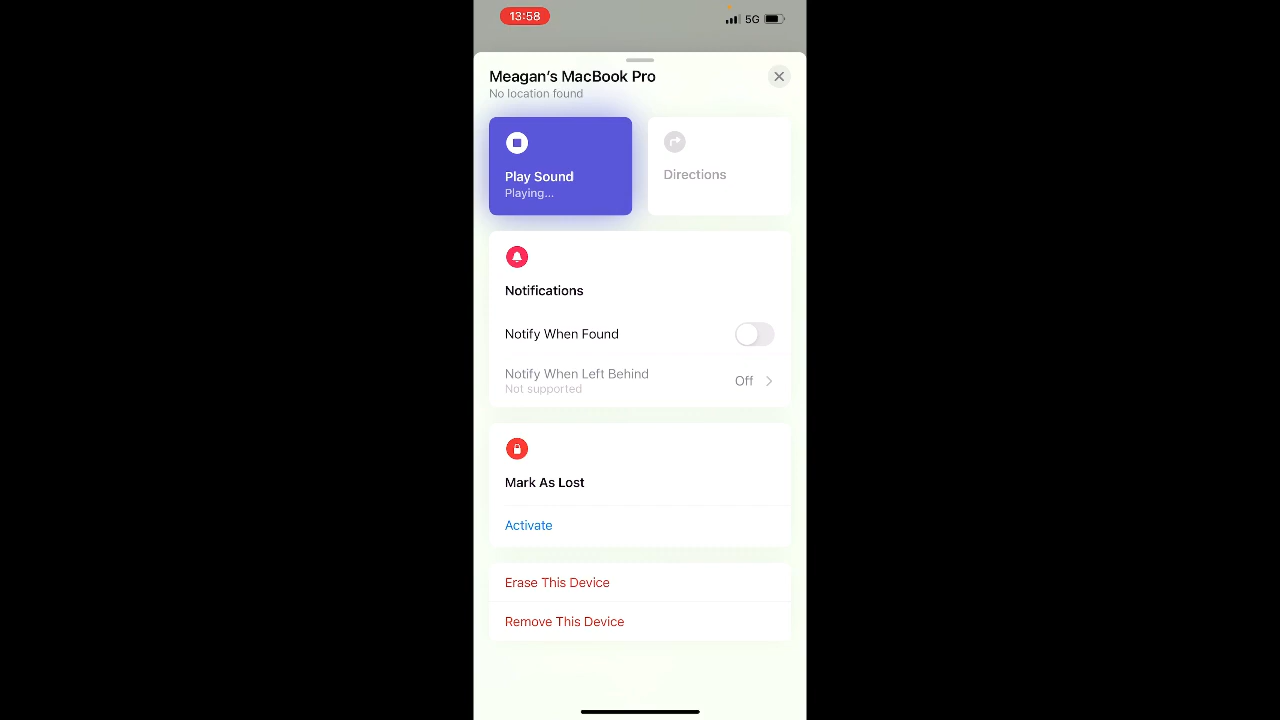 13:58
5G
Meagan’s MacBook Pro
No location found
Play Sound
Playing...
Directions
Notifications
Notify When Found
Notify When Left Behind
Not supported
Off
Mark As Lost
Activate
Erase This Device
Remove This Device